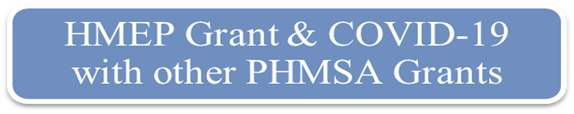 HMEP Grant & COVID-19
with other PHMSA Grants